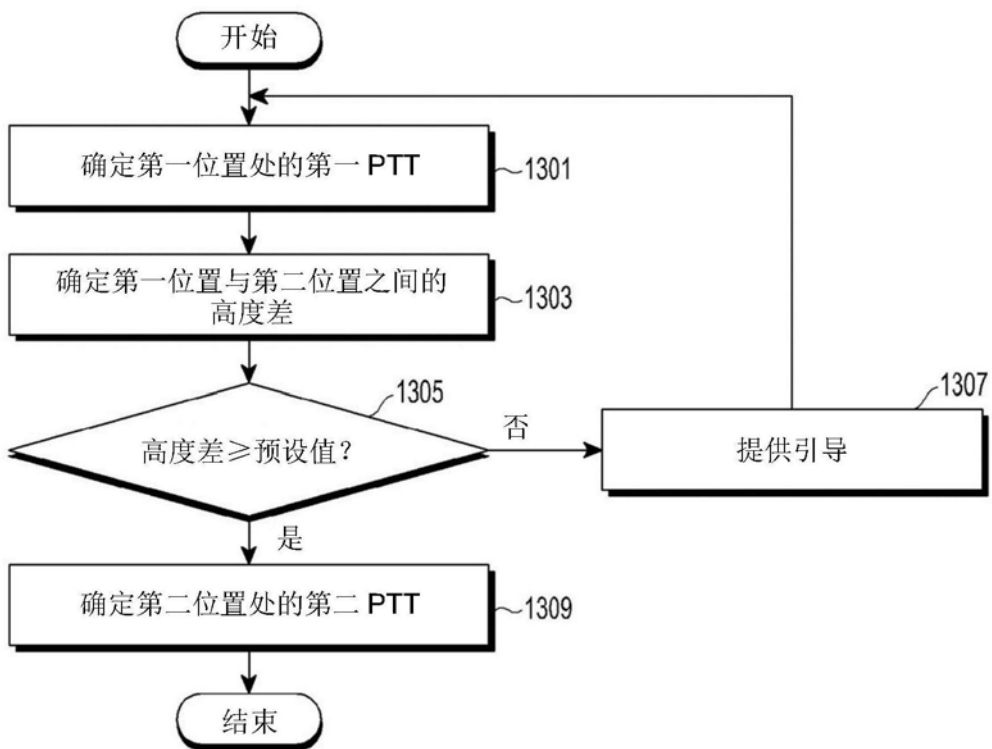 开始
确定第一位置处的第一 PTT
1301
确定第一位置与第二位置之间的
高度差
1303
1305
高度差≥预设值？
否
1307
提供引导
是
确定第二位置处的第二 PTT
1309
结束